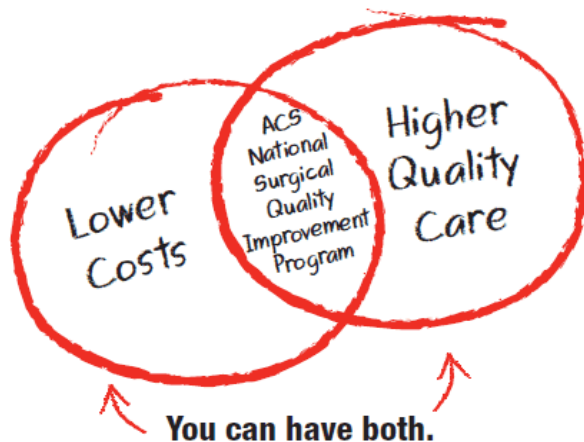 Lower
Costs
ACS
National
Surgical
Quality
Improvement
Program
Higher
Quality
Care
You can have both.